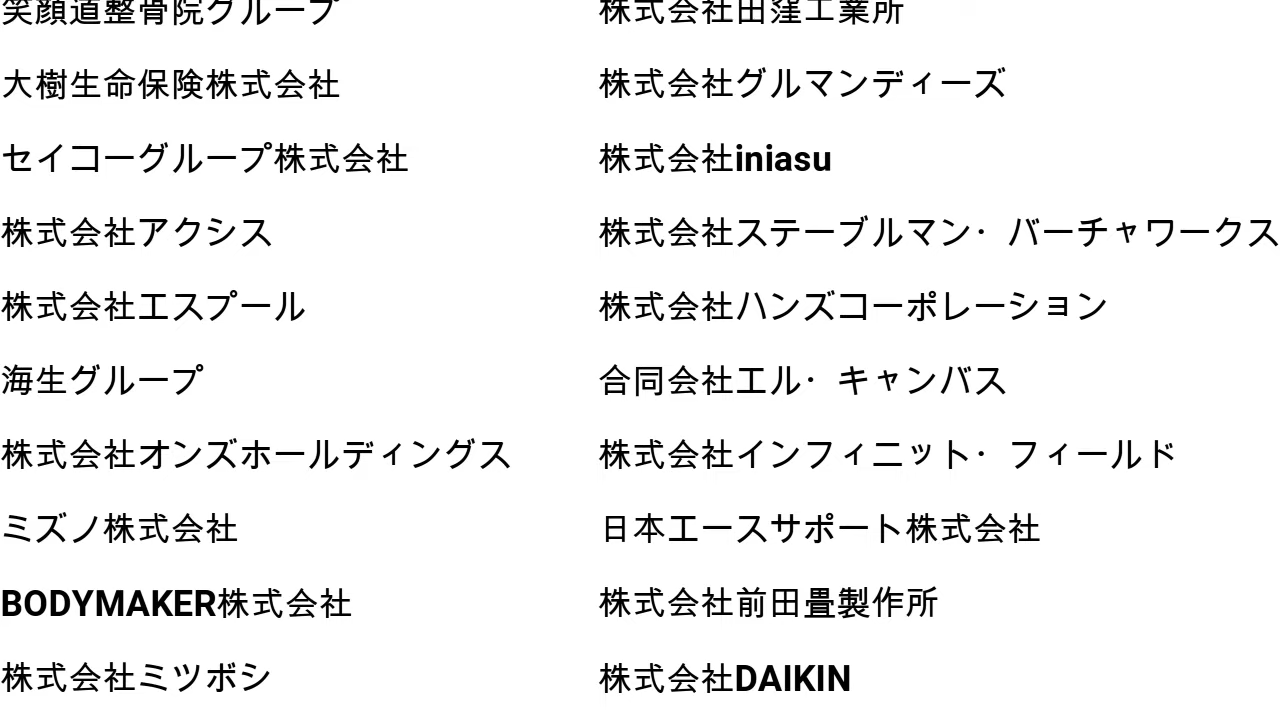 笑顔道整骨院グループ
大樹生命保険株式会社
セイコーグループ株式会社
株式会社アクシス
株式会社エスプール
海生グループ
株式会社オンズホールディングス
ミズノ株式会社
BODYMAKER株式会社
株式会社ミツボシ
株式会社田窪工業所
株式会社グルマンディーズ
株式会社iniasu
株式会社ステーブルマン・バーチャワークス
株式会社ハンズコーポレーション
合同会社エル・キャンバス
株式会社インフィニット・フィールド
日本エースサポート株式会社
株式会社前田畳製作所
株式会社DAIKIN